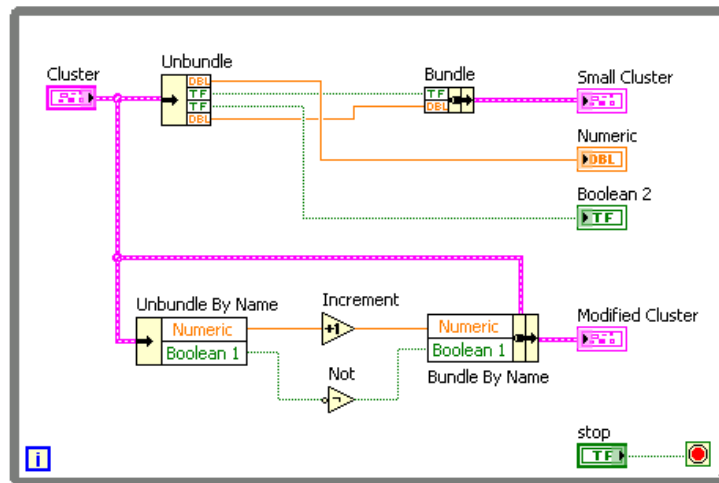 Cluster
Unbundle
DBL
TF
TF
DBL
Bundle
TF
DBL
Small Cluster
Numeric
DBL
Boolean 2
TF
Unbundle By Name
Numeric
Boolean 1
Increment
+1
Not
Numeric
Boolean 1
Bundle By Name
Modified Cluster
stop
TF
i